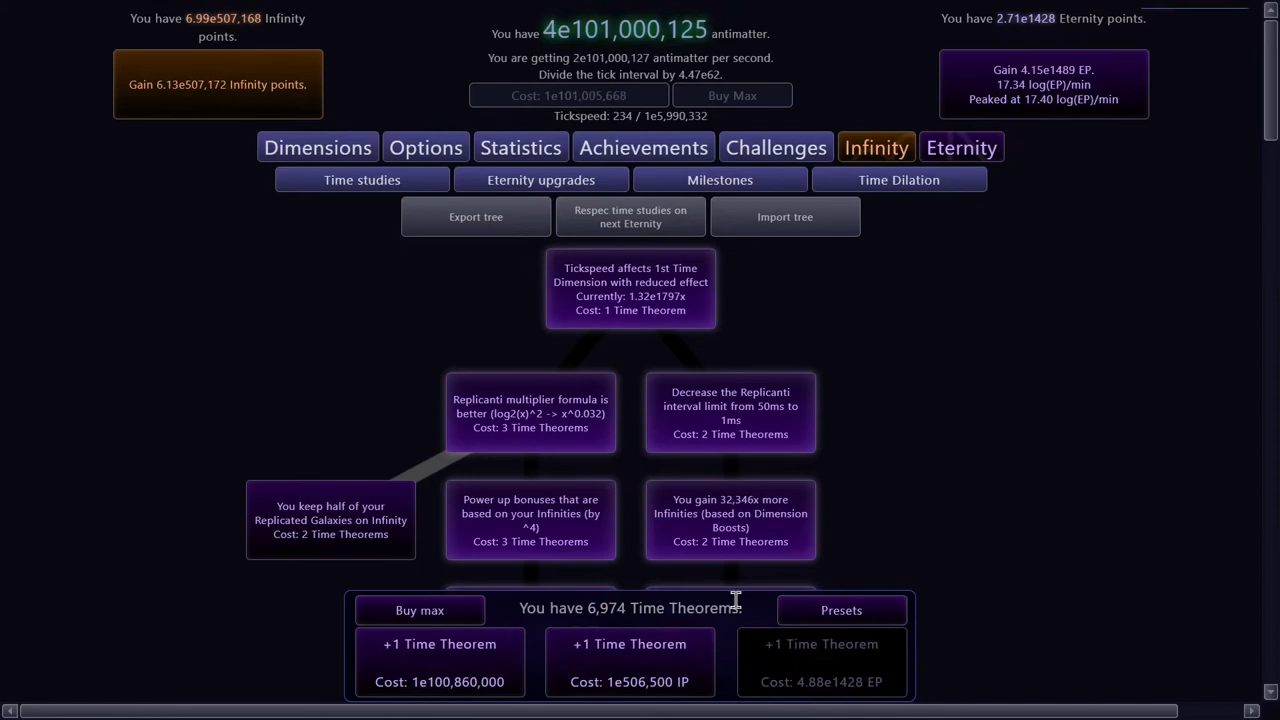 You have 6.99e507,168 Infinity
points.
Gain 6.13e507,172 Infinity points.
You have 4e101,000,125 antimatter.
You are getting 2e101,000,127 antimatter per second.
Divide the tick interval by 4.47e62.
Cost: 1e101,005,668
Buy Max
Tickspeed: 234 / 1e5,990,332
You have 2.71e1428 Eternity points.
Gain 4.15e1489 EP.
17.34 log(EP)/min
Peaked at 17.40 log(EP)/min
Dimensions
Options
Statistics
Achievements
Challenges
Infinity
Eternity
Time studies
Eternity upgrades
Milestones
Time Dilation
Export tree
Respec time studies on
next Eternity
Import tree
Tickspeed affects 1st Time
Dimension with reduced effect
Currently: 1.32e1797x
Cost: 1 Time Theorem
Replicanti multiplier formula is
better (log2(x)^2 -> x^0.032)
Cost: 3 Time Theorems
Decrease the Replicanti
interval limit from 50ms to
1ms
Cost: 2 Time Theorems
You keep half of your
Replicated Galaxies on Infinity
Cost: 2 Time Theorems
Power up bonuses that are
based on your Infinities (by
^4)
Cost: 3 Time Theorems
You gain 32,346x more
Infinities (based on Dimension
Boosts)
Cost: 2 Time Theorems
Buy max
You have 6,974 Time Theorems.
Presets
+1 Time Theorem
Cost: 1e100,860,000
+1 Time Theorem
Cost: 1e506,500 IP
+1 Time Theorem
Cost: 4.88e1428 EP